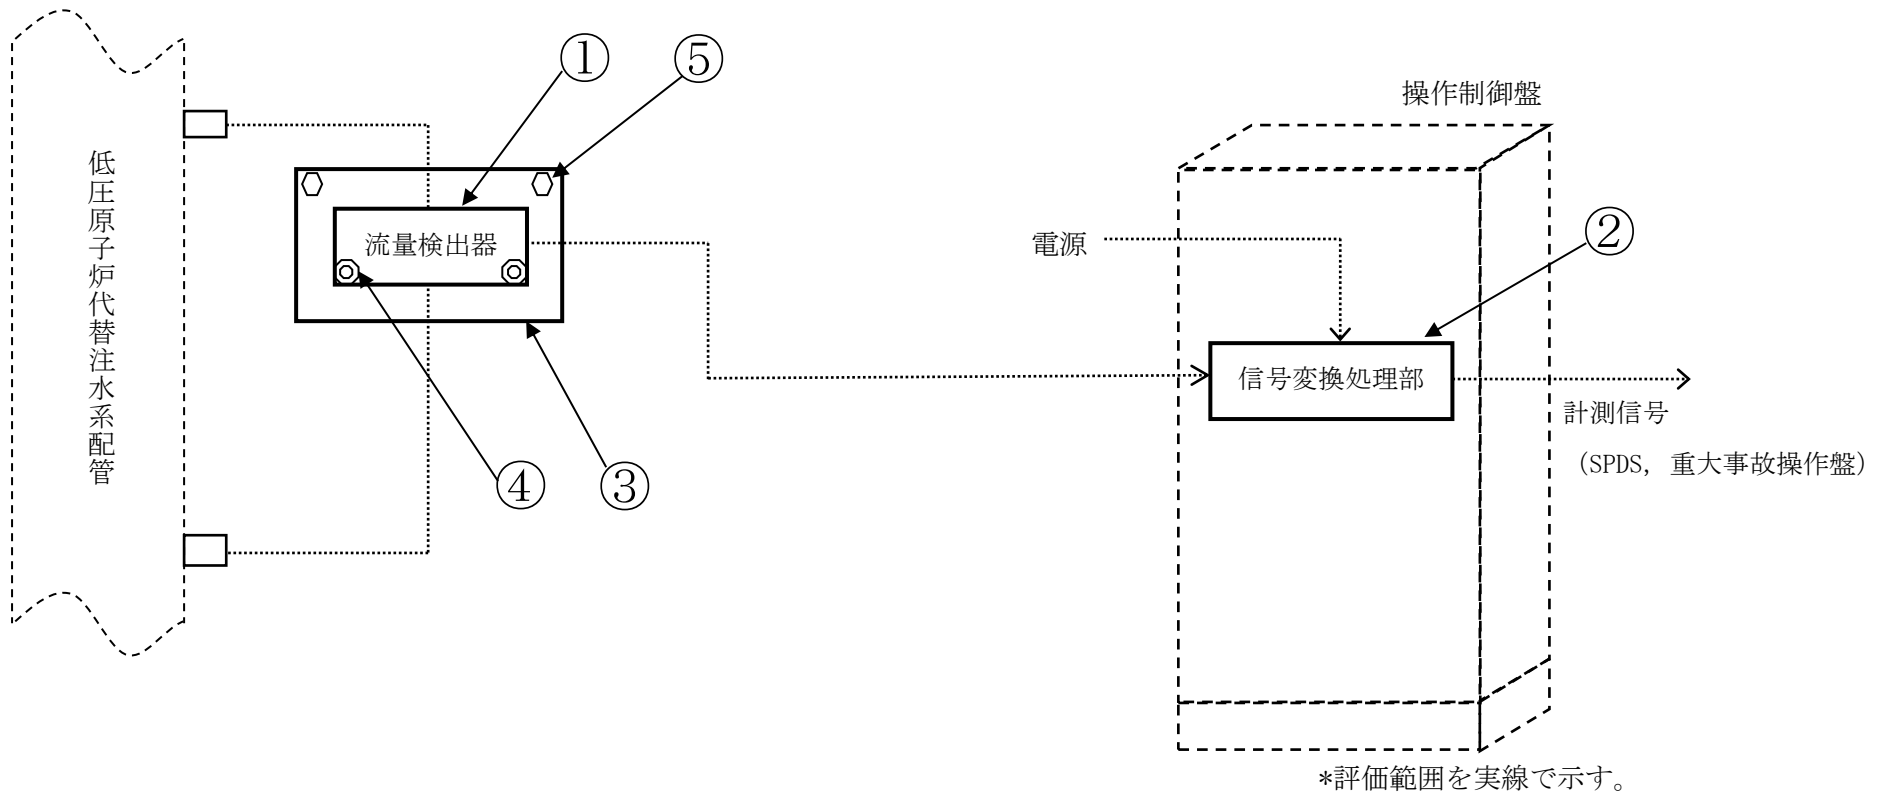 ①
⑤
操作制御盤
低圧原子炉代替注水系配管
流量検出器
電源
②
信号変換処理部
計測信号
（SPDS，重大事故操作盤）
④
③
*評価範囲を実線で示す。